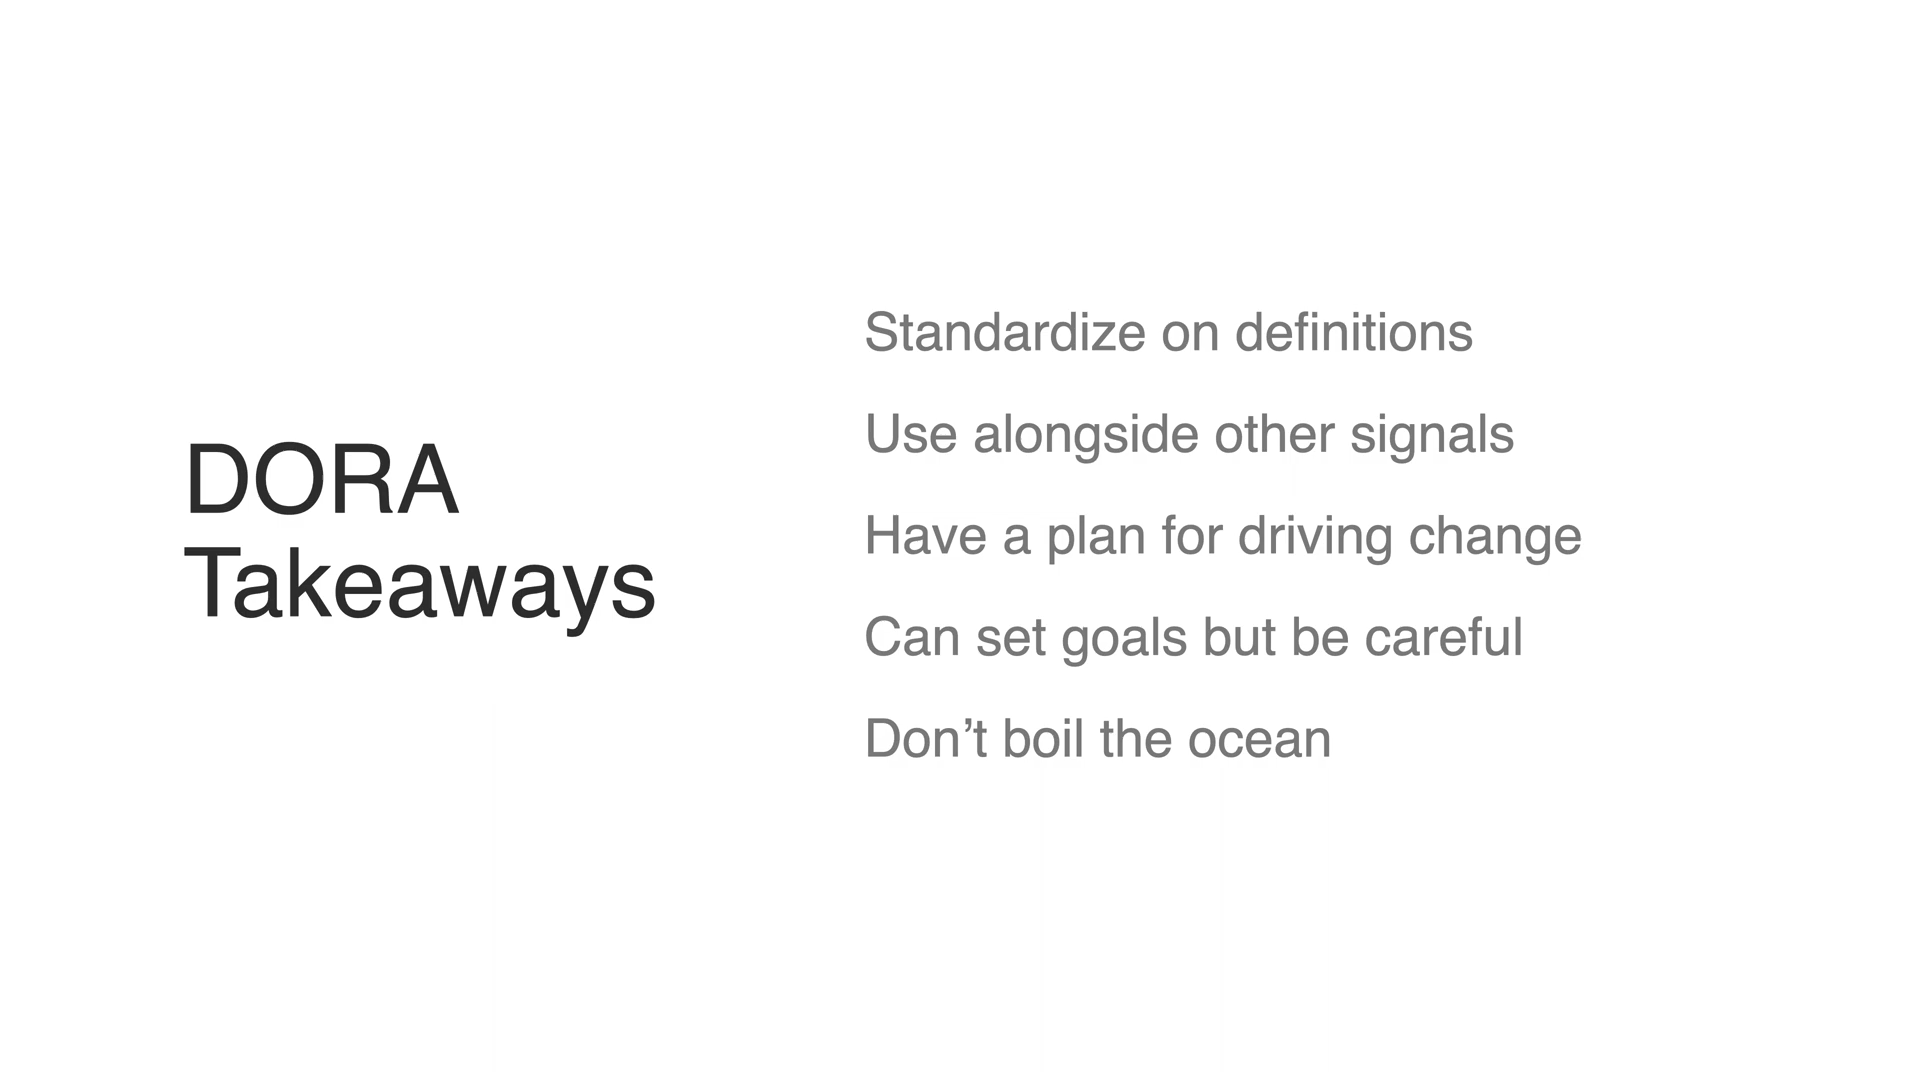 DORA
Takeaways
Standardize on definitions
Use alongside other signals
Have a plan for driving change
Can set goals but be careful
Don’t boil the ocean